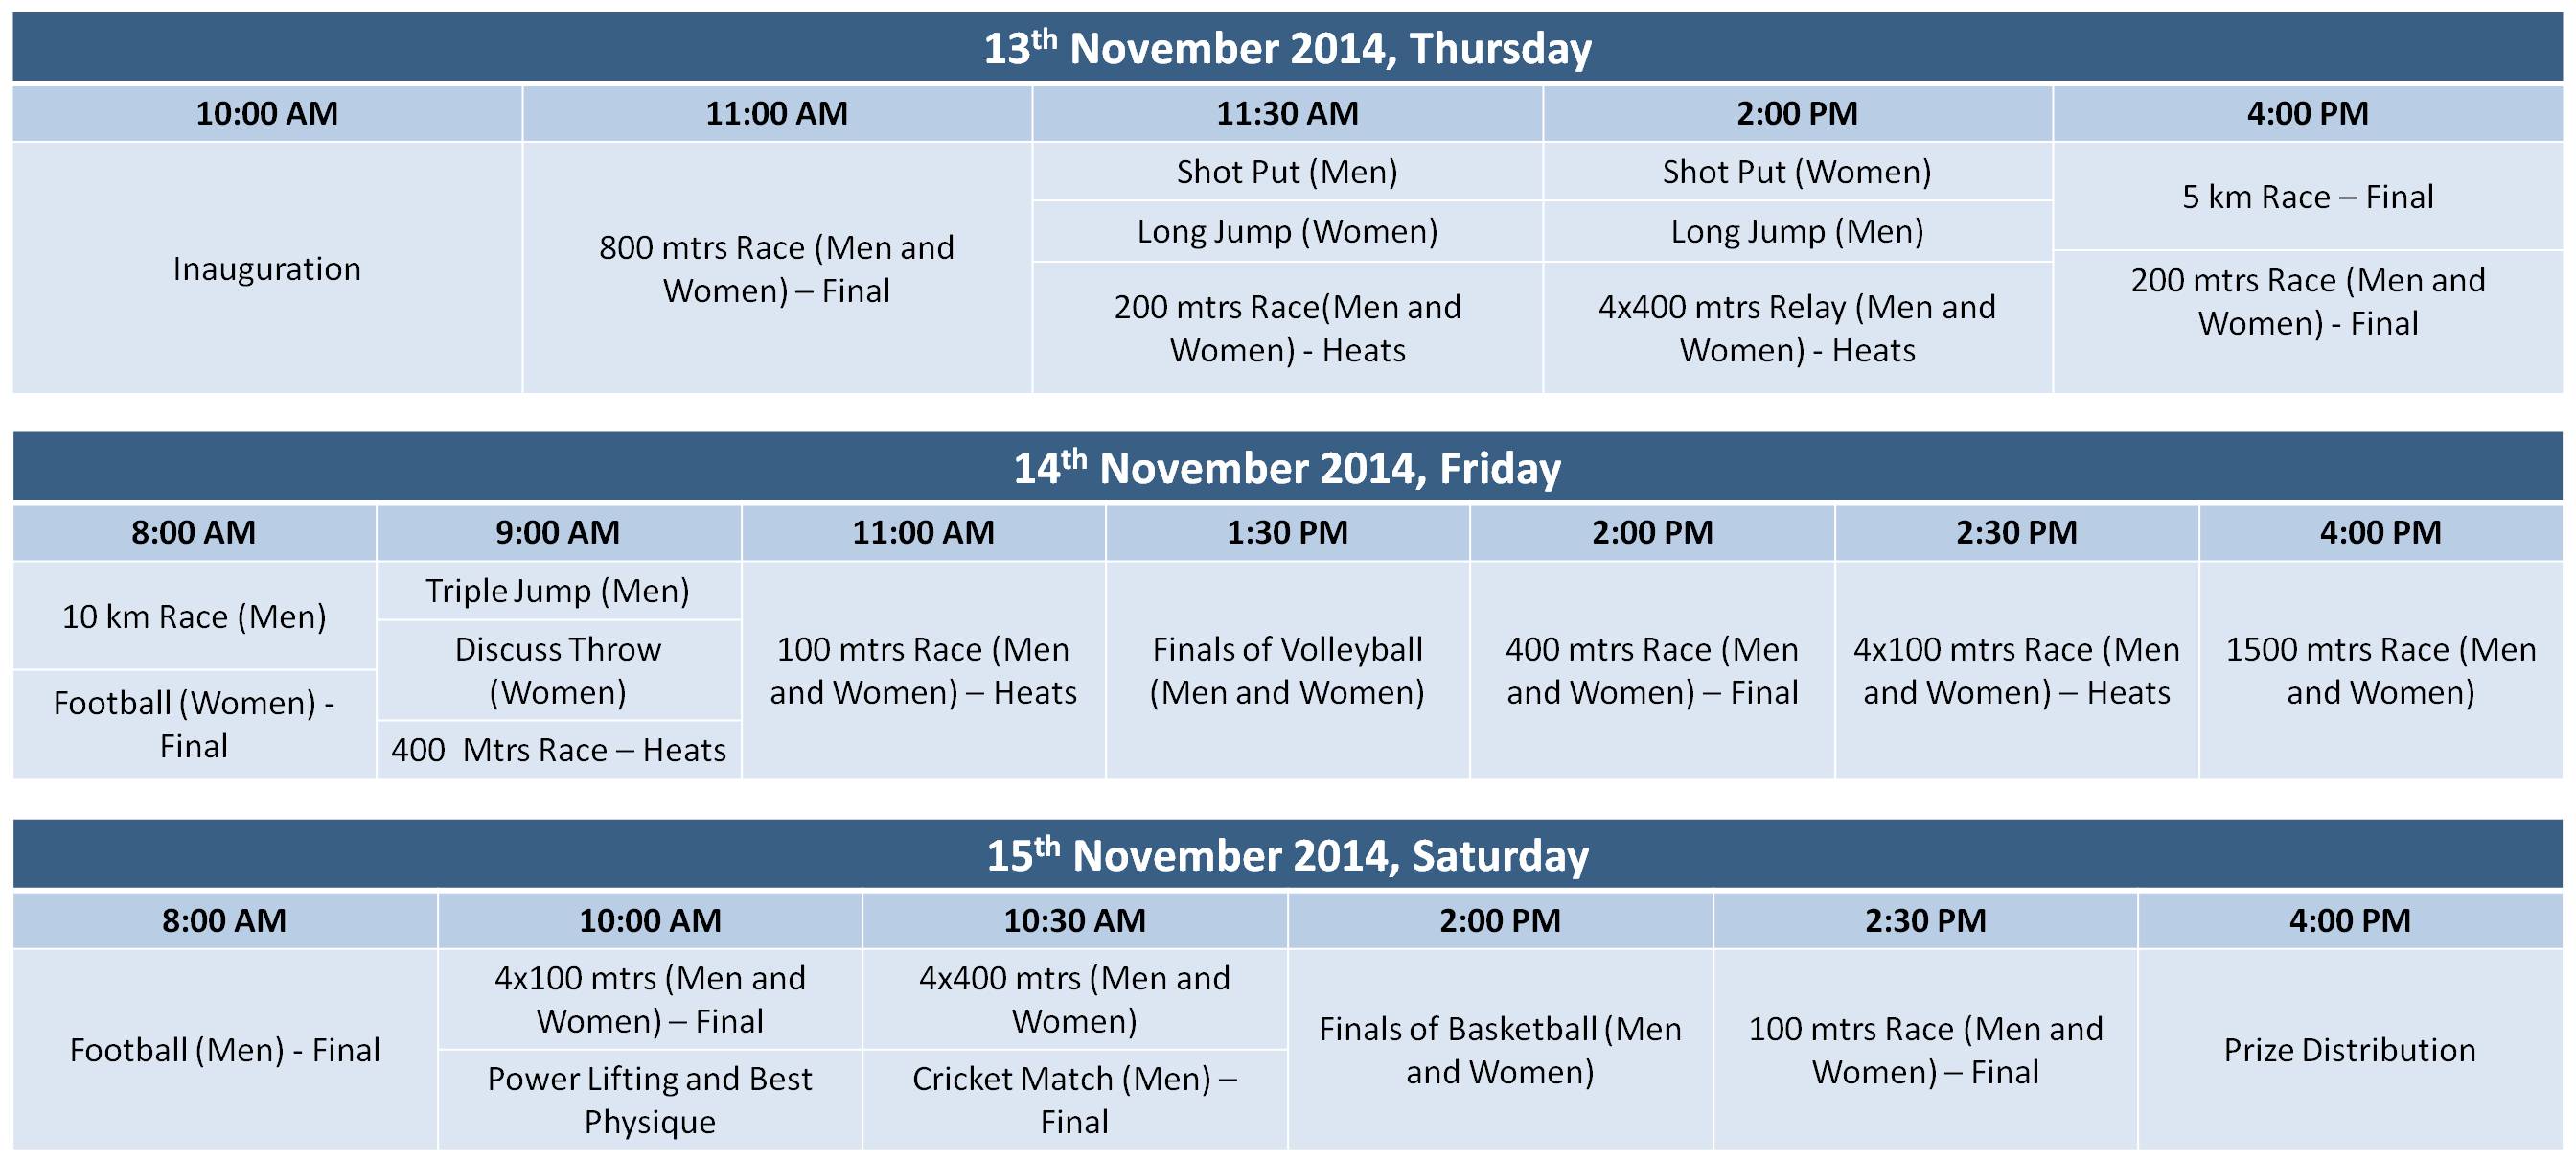 13th November 2014, Thursday
10:00 AM
11:00 AM
11:30 AM
2:00 PM
4:00 PM
Inauguration
800 mtrs Race (Men and
Women) – Final
Shot Put (Men)
Long Jump (Women)
200 mtrs Race(Men and
Women) - Heats
Shot Put (Women)
Long Jump (Men)
4x400 mtrs Relay (Men and
Women) - Heats
5 km Race – Final
200 mtrs Race (Men and
Women) - Final
14th November 2014, Friday
8:00 AM
9:00 AM
11:00 AM
1:30 PM
2:00 PM
2:30 PM
4:00 PM
10 km Race (Men)
Football (Women) -
Final
Triple Jump (Men)
Discuss Throw
(Women)
400  Mtrs Race – Heats
100 mtrs Race (Men
and Women) – Heats
Finals of Volleyball
(Men and Women)
400 mtrs Race (Men
and Women) – Final
4x100 mtrs Race (Men
and Women) – Heats
1500 mtrs Race (Men
and Women)
15th November 2014, Saturday
8:00 AM
10:00 AM
10:30 AM
2:00 PM
2:30 PM
4:00 PM
Football (Men) - Final
4x100 mtrs (Men and
Women) – Final
Power Lifting and Best
Physique
4x400 mtrs (Men and
Women)
Cricket Match (Men) –
Final
Finals of Basketball (Men
and Women)
100 mtrs Race (Men and
Women) – Final
Prize Distribution